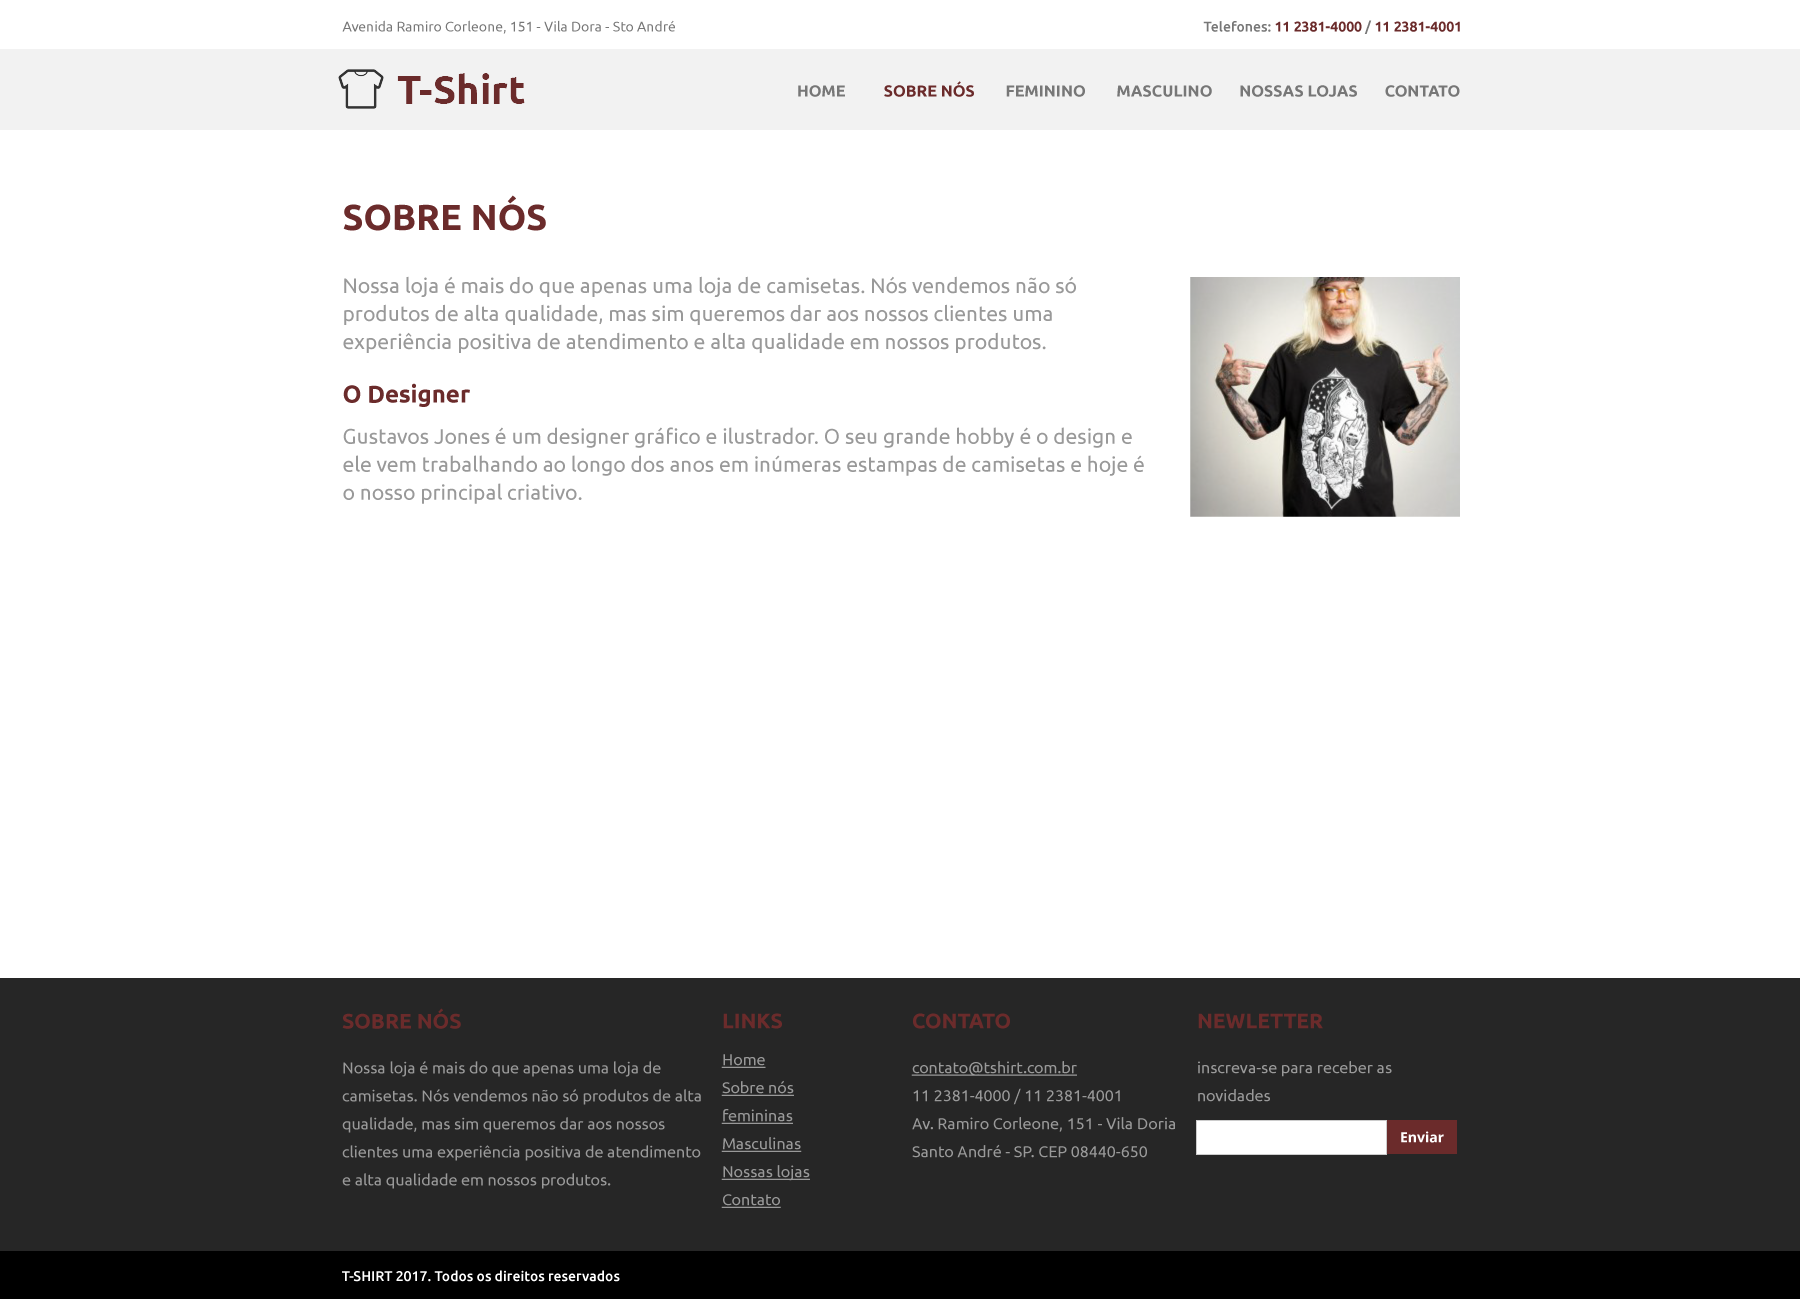 Avenida Ramiro Corleone, 151 - Vila Dora - Sto André
Telefones: 11 2381-4000 / 11 2381-4001
T-Shirt
HOME SOBRE NÓS FEMININO MASCULINO NOSSAS LOJAS CONTATO
SOBRE NÓS
Nossa loja é mais do que apenas uma loja de camisetas. Nós vendemos não só
produtos de alta qualidade, mas sim queremos dar aos nossos clientes uma
experiência positiva de atendimento e alta qualidade em nossos produtos.
O Designer
Gustavos Jones é um designer gráfico e ilustrador. O seu grande hobby é o design e
ele vem trabalhando ao longo dos anos em inúmeras estampas de camisetas e hoje é
o nosso principal criativo.
SOBRE NÓS
Nossa loja é mais do que apenas uma loja de
camisetas. Nós vendemos não só produtos de alta
qualidade, mas sim queremos dar aos nossos
clientes uma experiência positiva de atendimento
e alta qualidade em nossos produtos.
LINKS
Home
Sobre nós
femininas
Masculinas
Nossas lojas
Contato
CONTATO
contato@tshirt.com.br
11 2381-4000 / 11 2381-4001
Av. Ramiro Corleone, 151 - Vila Doria
Santo André - SP. CEP 08440-650
NEWLETTER
inscreva-se para receber as
novidades
Enviar
T-SHIRT 2017. Todos os direitos reservados